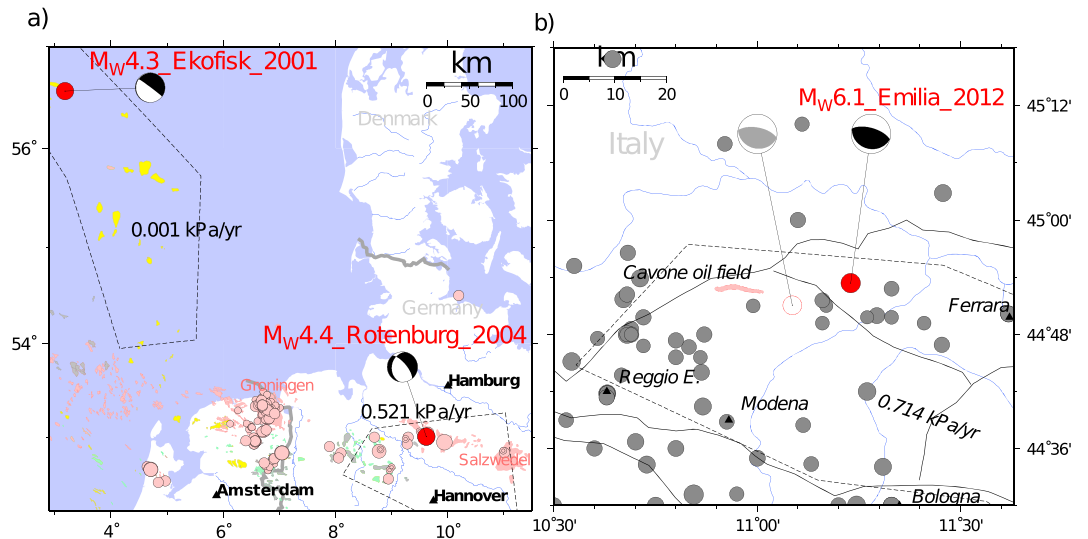 a)
M_W4.3_Ekofisk_2001
km
0 50 100
Denmark
56°
0.001 kPa/yr
Germany
M_W4.4_Rotenburg_2004
54°
Groningen
Hamburg
0.521 kPa/yr
Salzwedel
Amsterdam
Hannover
4° 6° 8° 10°
b)
km
0 10 20
M_W6.1_Emilia_2012
45°12'
Italy
45°00'
Cavone oil field
Ferrara
44°48'
Reggio E.
Modena
0.714 kPa/yr
44°36'
Bologna
10°30' 11°00' 11°30'